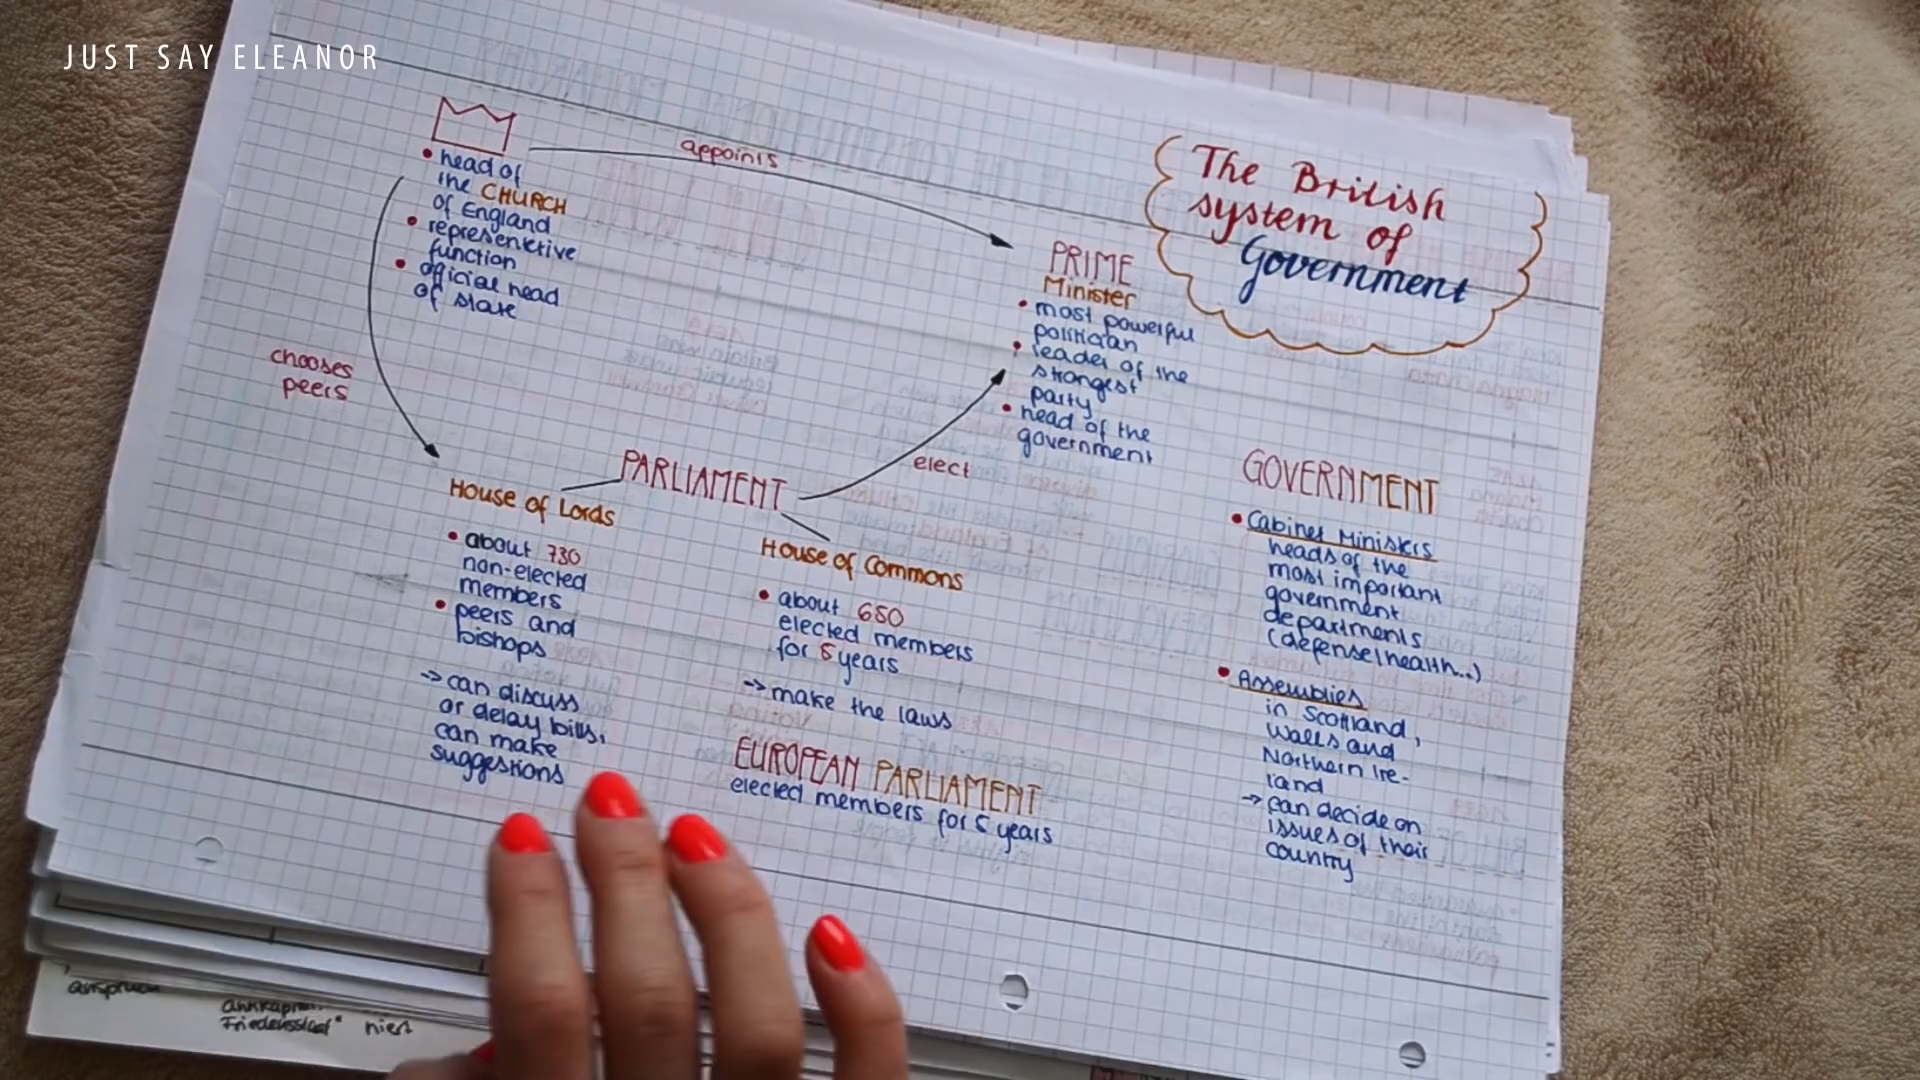 JUST SAY ELEANOR
The British
system of
Government
appoints
head of
the CHURCH
of England
representive
function
official head
of state
chooses
peers
PRIME
Minister
most powerful
politician
leader of the
strongest
party
head of the
government
elect
PARLIAMENT
House of Lords
about 730
non-elected
members
peers and
bishops
-> can discuss
or delay bills,
can make
suggestions
House of Commons
about 650
elected members
for 5 years
-> make the laws
EUROPEAN PARLIAMENT
elected members for 5 years
GOVERNMENT
Cabinet Ministers
heads of the
most important
government
departments
(defense/health...)
Assemblies
in Scotland,
Walls and
Northern Ire-
land
-> can decide on
issues of their
country